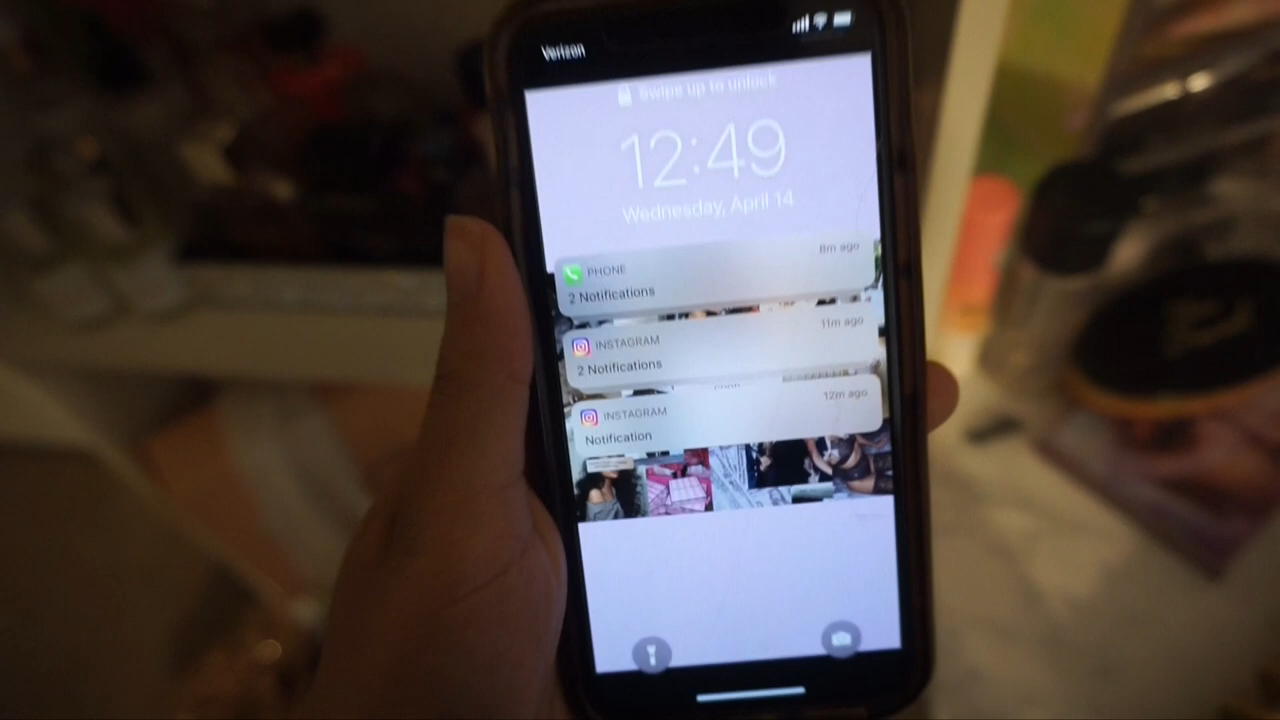 Verizon
Swipe up to unlock
12:49
Wednesday, April 14
PHONE
8m ago
2 Notifications
INSTAGRAM
11m ago
2 Notifications
INSTAGRAM
12m ago
Notification